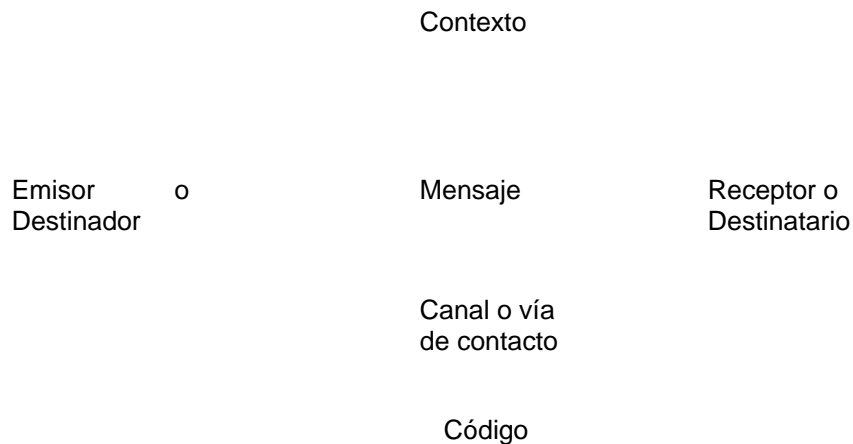 Contexto
Emisor o
Destinador
Mensaje
Receptor o
Destinatario
Canal o vía
de contacto
Código